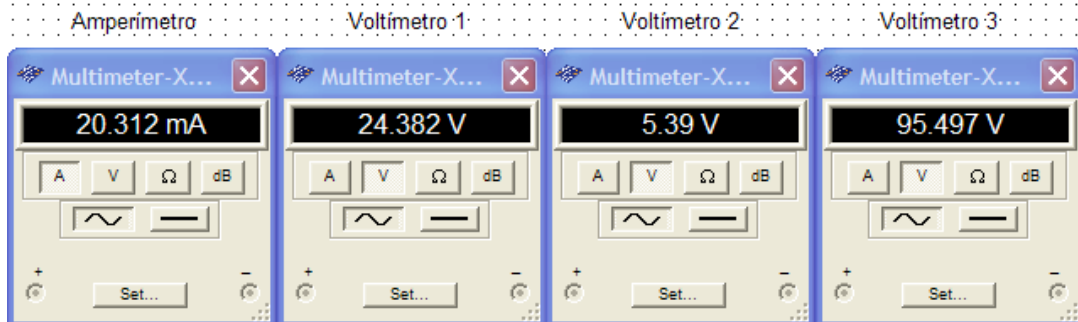 Amperímetro Voltímetro 1 Voltímetro 2 Voltímetro 3
Multimeter-X... Multimeter-X... Multimeter-X... Multimeter-X...
20.312 mA 24.382 V 5.39 V 95.497 V
A V Ω dB A V Ω dB A V Ω dB A V Ω dB
+ − + − + − + −
Set... Set... Set... Set...